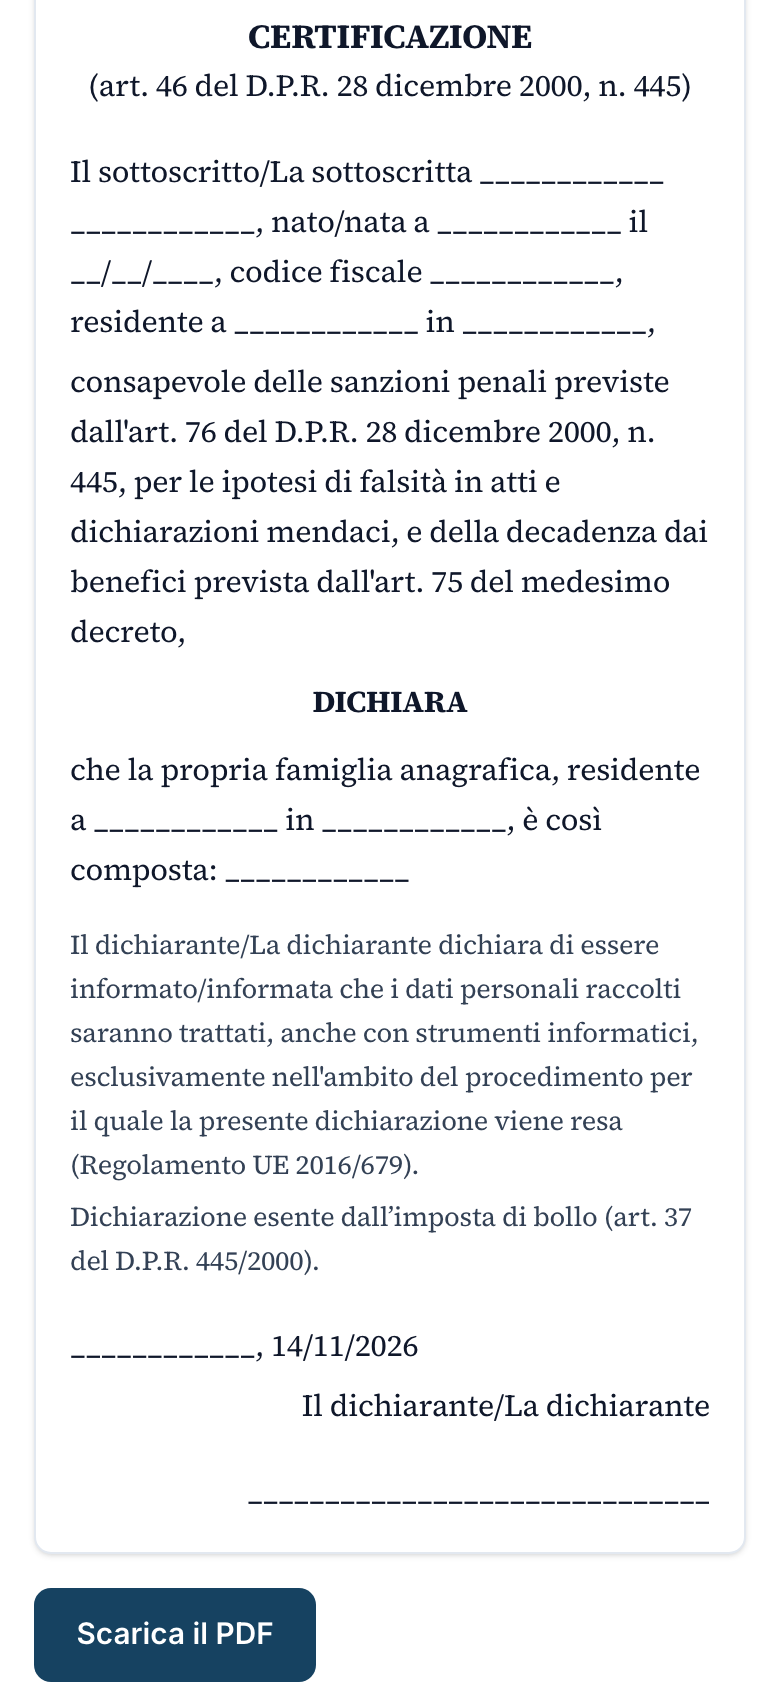 CERTIFICAZIONE
(art. 46 del D.P.R. 28 dicembre 2000, n. 445)
Il sottoscritto/La sottoscritta ____________
____________, nato/nata a ____________ il
__/__/____, codice fiscale ____________,
residente a ____________ in ____________,
consapevole delle sanzioni penali previste
dall'art. 76 del D.P.R. 28 dicembre 2000, n.
445, per le ipotesi di falsità in atti e
dichiarazioni mendaci, e della decadenza dai
benefici prevista dall'art. 75 del medesimo
decreto,
DICHIARA
che la propria famiglia anagrafica, residente
a ____________ in ____________, è così
composta: ____________
Il dichiarante/La dichiarante dichiara di essere
informato/informata che i dati personali raccolti
saranno trattati, anche con strumenti informatici,
esclusivamente nell'ambito del procedimento per
il quale la presente dichiarazione viene resa
(Regolamento UE 2016/679).
Dichiarazione esente dall’imposta di bollo (art. 37
del D.P.R. 445/2000).
____________, 14/11/2026
Il dichiarante/La dichiarante
______________________________
Scarica il PDF